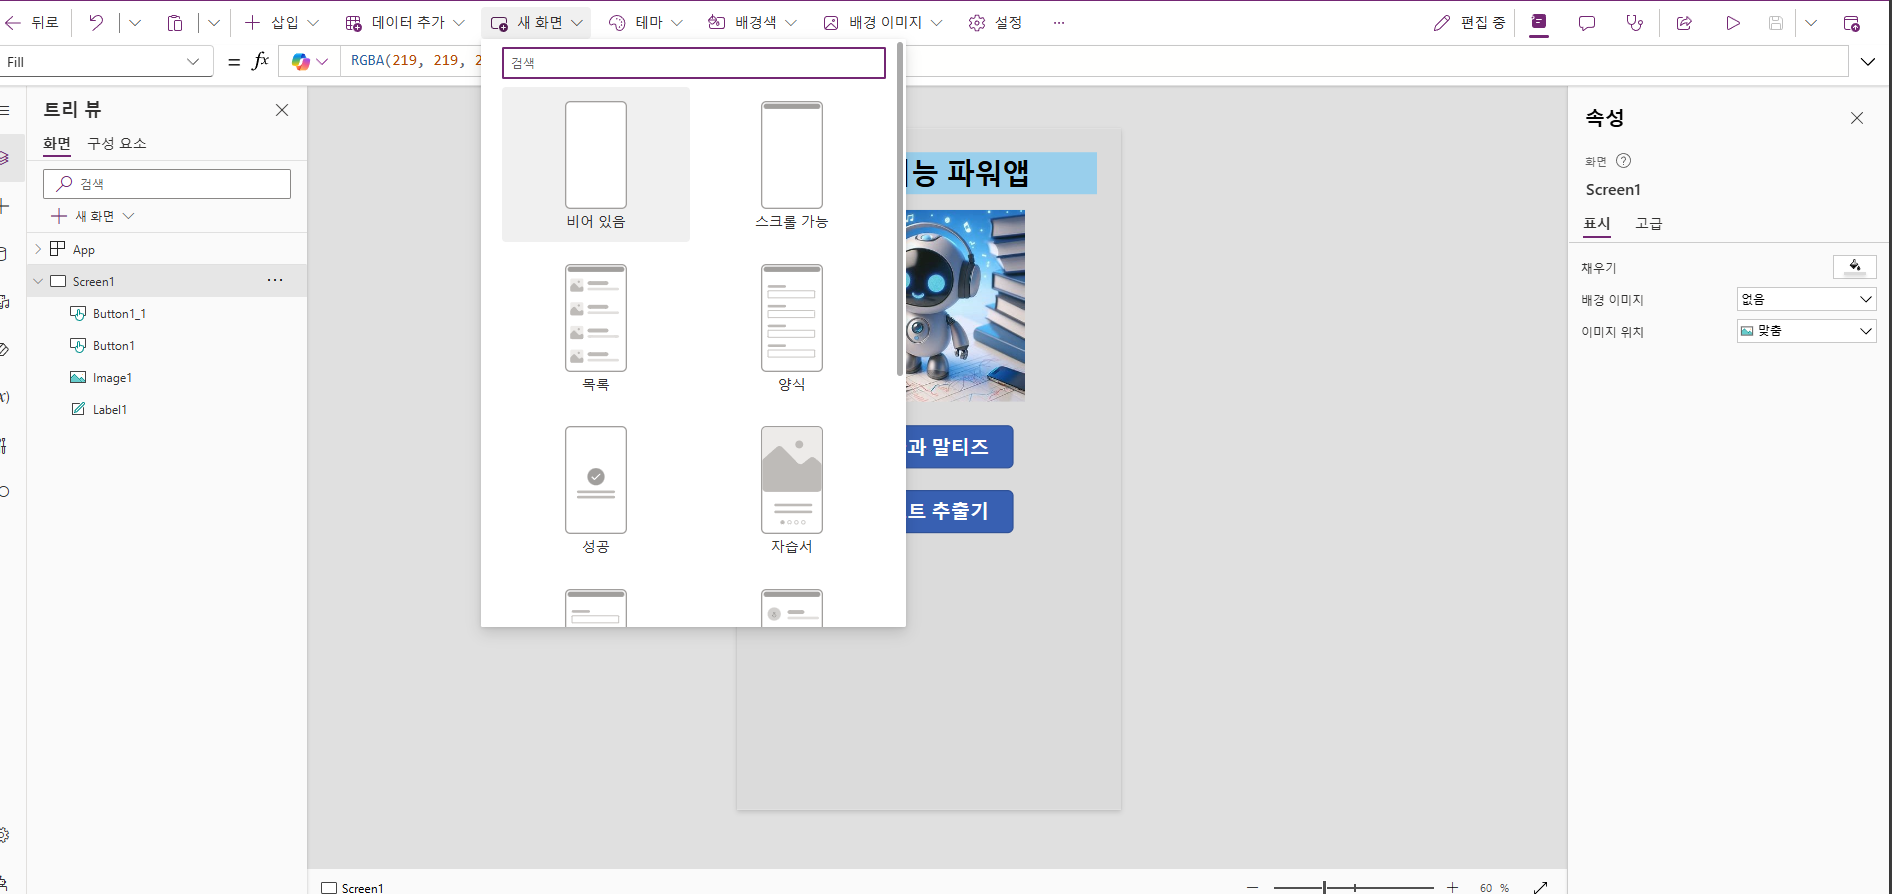 뒤로
삽입
데이터 추가
새 화면
테마
배경색
배경 이미지
설정
편집 중
Fill
= fx
RGBA(219, 219, 2
검색
트리 뷰
화면 구성 요소
검색
새 화면
App
Screen1
Button1_1
Button1
Image1
Label1
비어 있음
스크롤 가능
목록
양식
성공
자습서
능 파워앱
과 말티즈
트 추출기
속성
화면
Screen1
표시 고급
채우기
배경 이미지 없음
이미지 위치 맞춤
Screen1
60 %